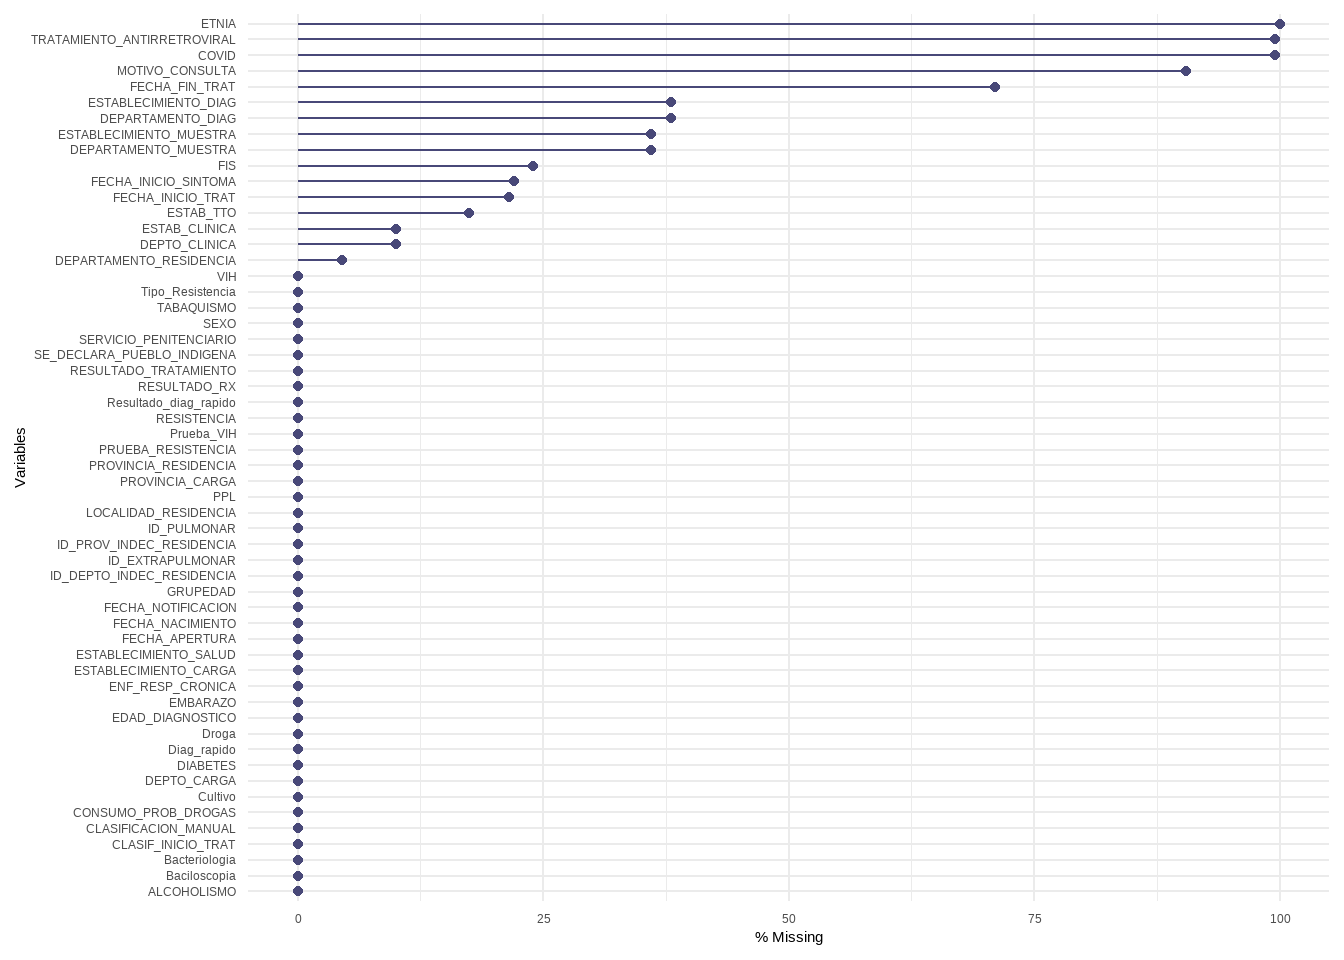 ETNIA
TRATAMIENTO_ANTIRRETROVIRAL
COVID
MOTIVO_CONSULTA
FECHA_FIN_TRAT
ESTABLECIMIENTO_DIAG
DEPARTAMENTO_DIAG
ESTABLECIMIENTO_MUESTRA
DEPARTAMENTO_MUESTRA
FIS
FECHA_INICIO_SINTOMA
FECHA_INICIO_TRAT
ESTAB_TTO
ESTAB_CLINICA
DEPTO_CLINICA
DEPARTAMENTO_RESIDENCIA
VIH
Tipo_Resistencia
TABAQUISMO
SEXO
SERVICIO_PENITENCIARIO
SE_DECLARA_PUEBLO_INDIGENA
RESULTADO_TRATAMIENTO
RESULTADO_RX
Resultado_diag_rapido
RESISTENCIA
Prueba_VIH
PRUEBA_RESISTENCIA
PROVINCIA_RESIDENCIA
PROVINCIA_CARGA
PPL
LOCALIDAD_RESIDENCIA
ID_PULMONAR
ID_PROV_INDEC_RESIDENCIA
ID_EXTRAPULMONAR
ID_DEPTO_INDEC_RESIDENCIA
GRUPEDAD
FECHA_NOTIFICACION
FECHA_NACIMIENTO
FECHA_APERTURA
ESTABLECIMIENTO_SALUD
ESTABLECIMIENTO_CARGA
ENF_RESP_CRONICA
EMBARAZO
EDAD_DIAGNOSTICO
Droga
Diag_rapido
DIABETES
DEPTO_CARGA
Cultivo
CONSUMO_PROB_DROGAS
CLASIFICACION_MANUAL
CLASIF_INICIO_TRAT
Bacteriologia
Baciloscopia
ALCOHOLISMO
Variables
0 25 50 75 100
% Missing